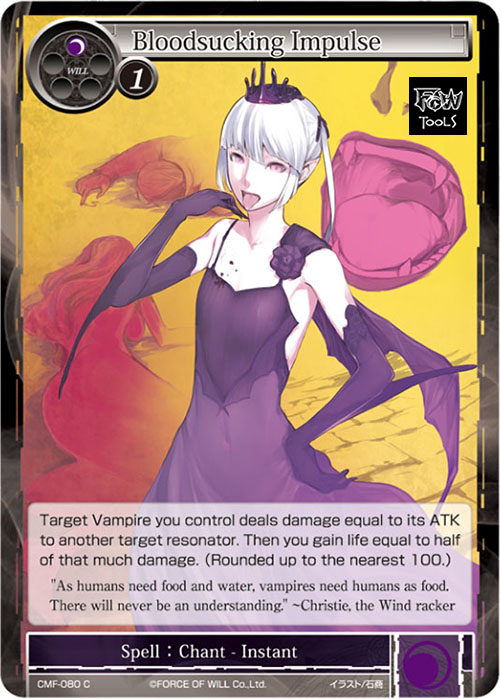 Bloodsucking Impulse
WILL
1
FOW
TOOLS
Target Vampire you control deals damage equal to its ATK
to another target resonator. Then you gain life equal to half
of that much damage. (Rounded up to the nearest 100.)
"As humans need food and water, vampires need humans as food.
There will never be an understanding." ~Christie, the Wind racker
Spell : Chant - Instant
CMF-080 C ©FORCE OF WILL Co.,Ltd. イラスト/石商